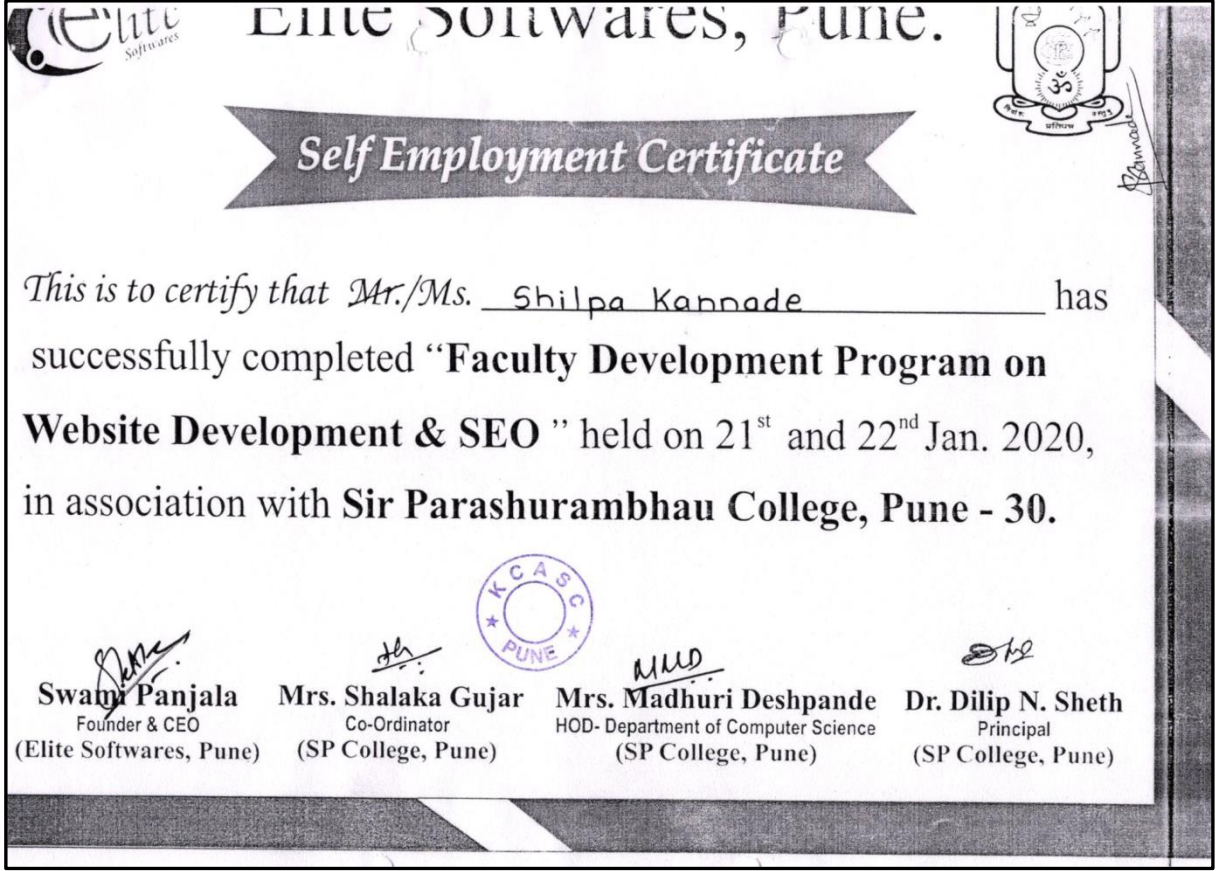 Elite
Softwares
Elite Softwares, Pune.
ॐ
Kannade
Self Employment Certificate
This is to certify that Mr./Ms. Shilpa Kannade has
successfully completed “Faculty Development Program on
Website Development & SEO ” held on 21st and 22nd Jan. 2020,
in association with Sir Parashurambhau College, Pune - 30.
★ KCASC ★ PUNE
Swami Panjala Mrs. Shalaka Gujar Mrs. Madhuri Deshpande Dr. Dilip N. Sheth
Founder & CEO Co-Ordinator HOD- Department of Computer Science Principal
(Elite Softwares, Pune) (SP College, Pune) (SP College, Pune) (SP College, Pune)